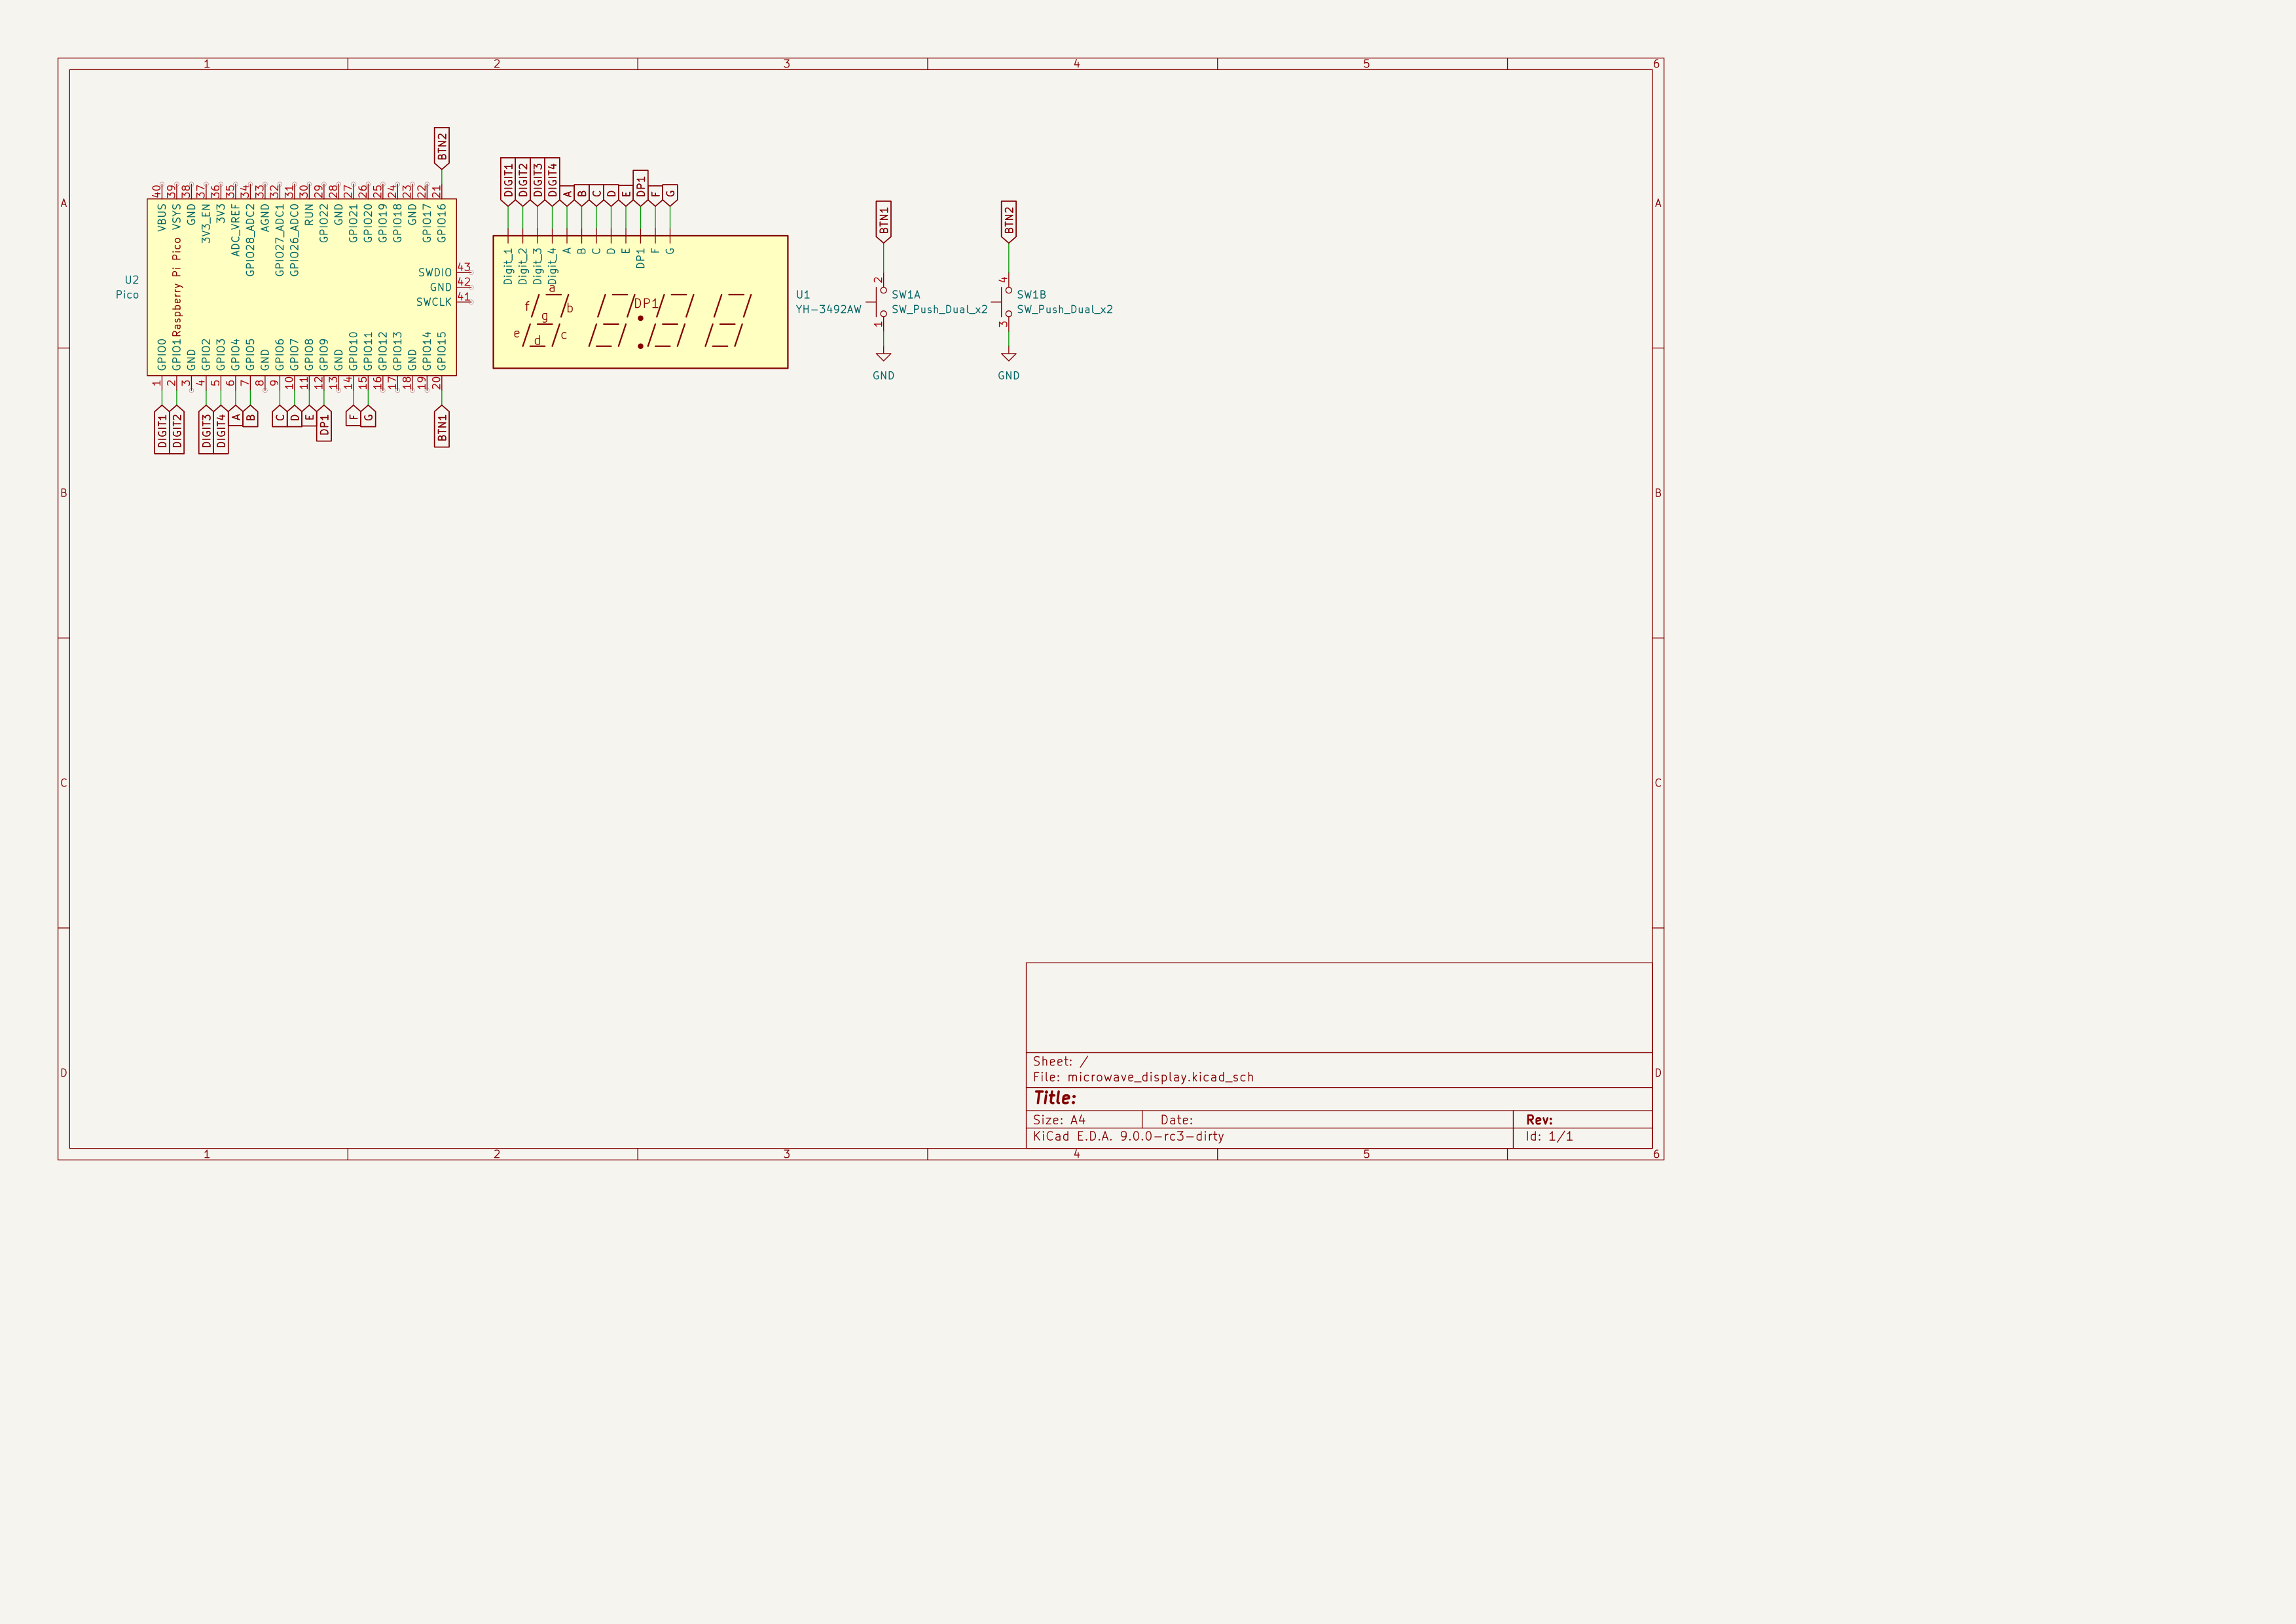 1 2 3 4 5 6
A
B
C
D
A
B
C
D
BTN2
40 39 38 37 36 35 34 33 32 31 30 29 28 27 26 25 24 23 22 21
VBUS VSYS GND 3V3_EN 3V3 ADC_VREF GPIO28_ADC2 AGND GPIO27_ADC1 GPIO26_ADC0 RUN GPIO22 GND GPIO21 GPIO20 GPIO19 GPIO18 GND GPIO17 GPIO16
U2
Pico
Raspberry Pi Pico
SWDIO 43
GND 42
SWCLK 41
GPIO0 GPIO1 GND GPIO2 GPIO3 GPIO4 GPIO5 GND GPIO6 GPIO7 GPIO8 GPIO9 GND GPIO10 GPIO11 GPIO12 GPIO13 GND GPIO14 GPIO15
1 2 3 4 5 6 7 8 9 10 11 12 13 14 15 16 17 18 19 20
DIGIT1 DIGIT2 DIGIT3 DIGIT4 A B C D E DP1 F G BTN1
DIGIT1 DIGIT2 DIGIT3 DIGIT4 A B C D E DP1 F G
Digit_1 Digit_2 Digit_3 Digit_4 A B C D E DP1 F G
a
f b
g
e d c
DP1
U1
YH-3492AW
BTN1
2
SW1A
SW_Push_Dual_x2
1
GND
BTN2
4
SW1B
SW_Push_Dual_x2
3
GND
Sheet: /
File: microwave_display.kicad_sch
Title:
Size: A4 Date: Rev:
KiCad E.D.A. 9.0.0-rc3-dirty Id: 1/1
1 2 3 4 5 6